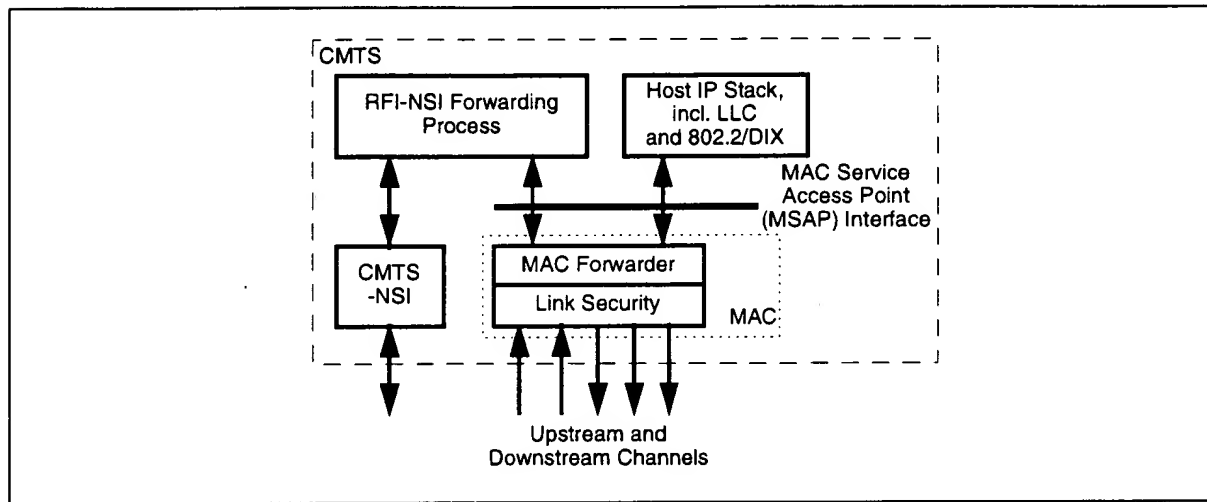 CMTS
RFI-NSI Forwarding
Process
Host IP Stack,
incl. LLC
and 802.2/DIX
MAC Service
Access Point
(MSAP) Interface
CMTS
-NSI
MAC Forwarder
Link Security
MAC
Upstream and
Downstream Channels